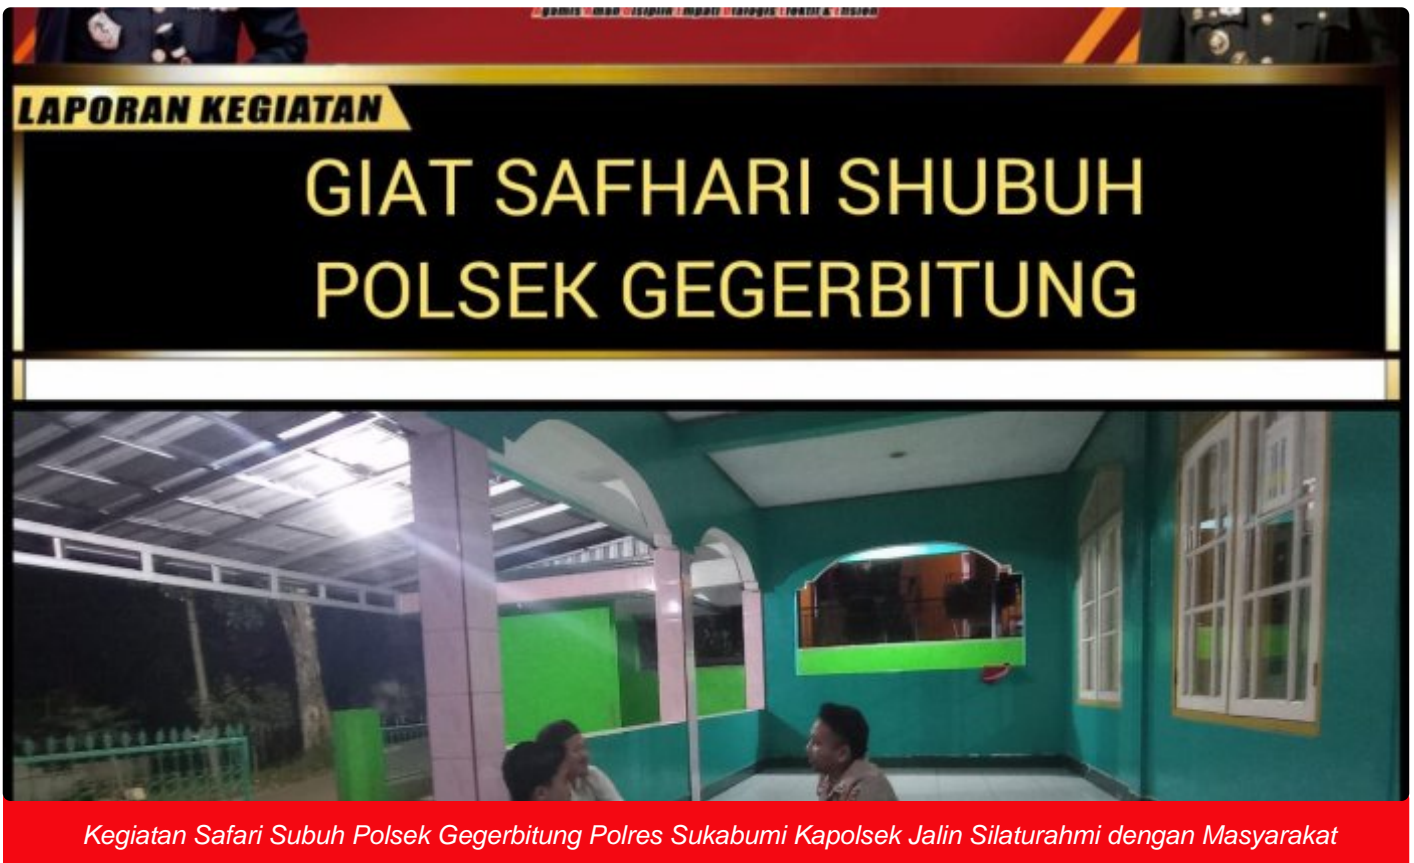 LAPORAN KEGIATAN
GIAT SAFHARI SHUBUH
POLSEK GEGERBITUNG
Kegiatan Safari Subuh Polsek Gegerbitung Polres Sukabumi Kapolsek Jalin Silaturahmi dengan Masyarakat